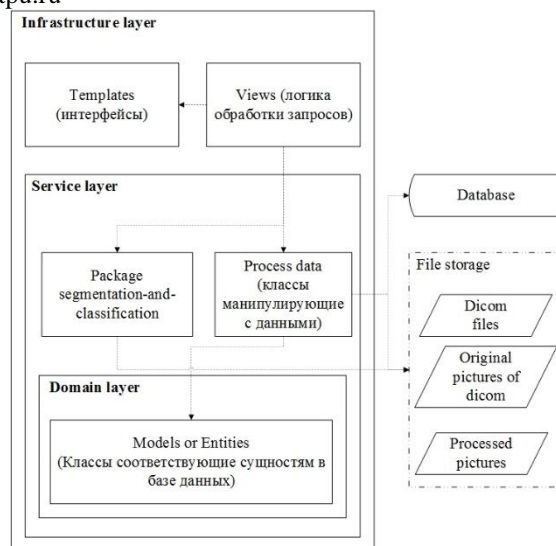 Infrastructure layer
Templates
(интерфейсы)
Views (логика
обработки запросов)
Service layer
Package
segmentation-and-
classification
Process data
(классы
манипулирующие
с данными)
Domain layer
Models or Entities
(Классы соответствующие сущностям в
базе данных)
Database
File storage
Dicom
files
Original
pictures of
dicom
Processed
pictures